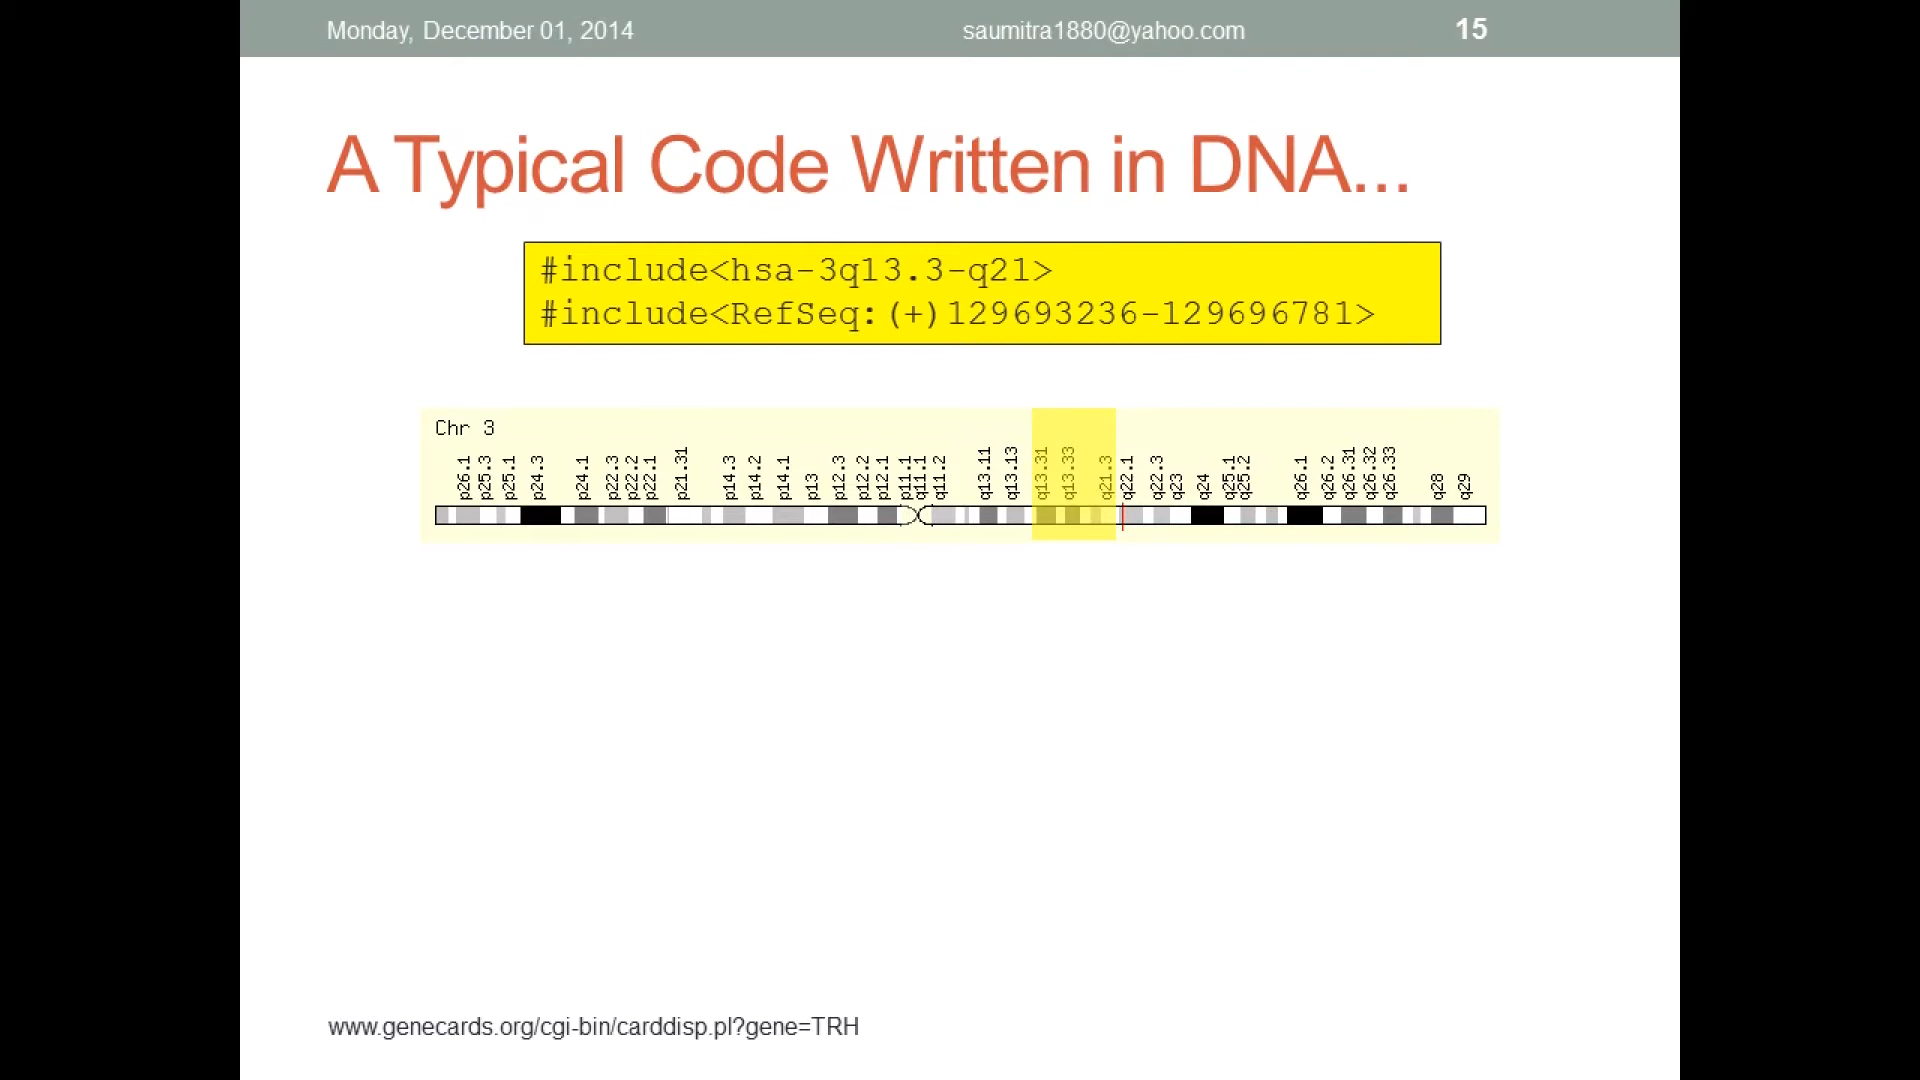 Monday, December 01, 2014 saumitra1880@yahoo.com 15
A Typical Code Written in DNA...
#include<hsa-3q13.3-q21>
#include<RefSeq:(+)129693236-129696781>
Chr 3
p26.1 p25.3 p25.1 p24.3 p24.1 p22.3 p22.2 p22.1 p21.31 p14.3 p14.2 p14.1 p13 p12.3 p12.2 p12.1 p11.1 q11.1 q11.2 q13.11 q13.13 q13.31 q13.33 q21.3 q22.1 q22.3 q23 q24 q25.1 q25.2 q26.1 q26.2 q26.31 q26.32 q26.33 q28 q29
www.genecards.org/cgi-bin/carddisp.pl?gene=TRH